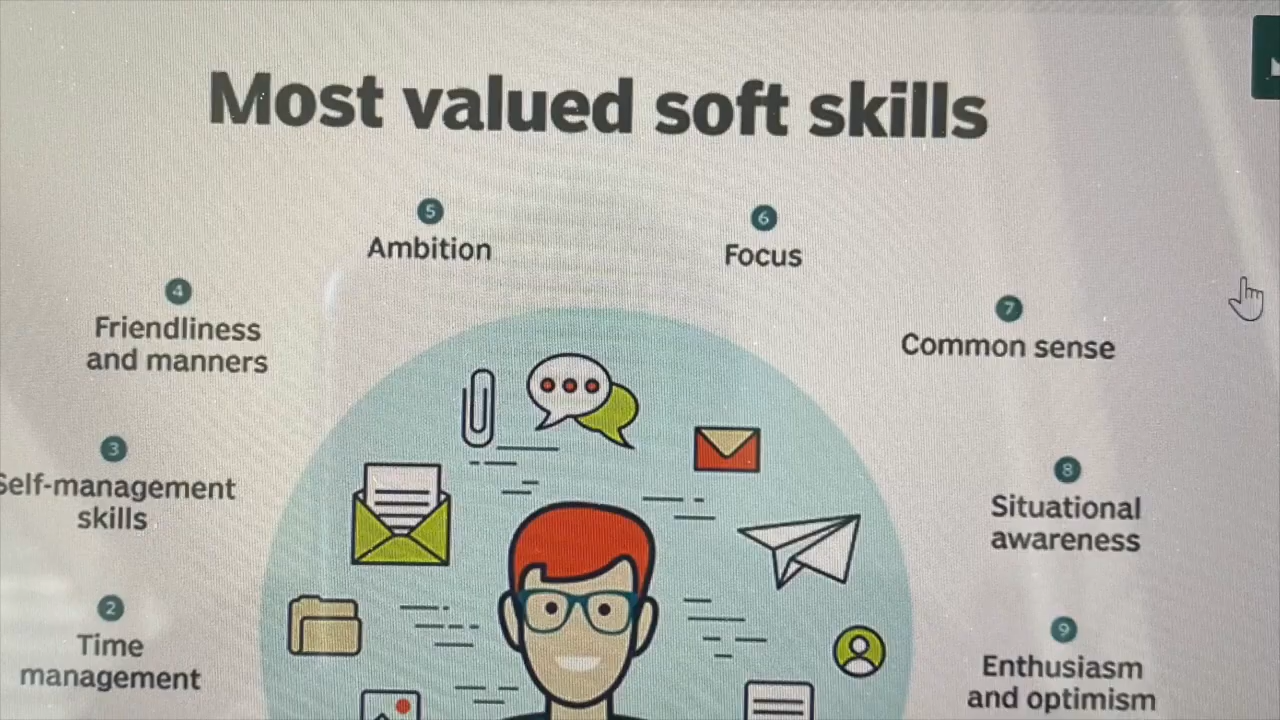 Most valued soft skills
5
Ambition
6
Focus
4
Friendliness
and manners
7
Common sense
3
Self-management
skills
8
Situational
awareness
2
Time
management
9
Enthusiasm
and optimism